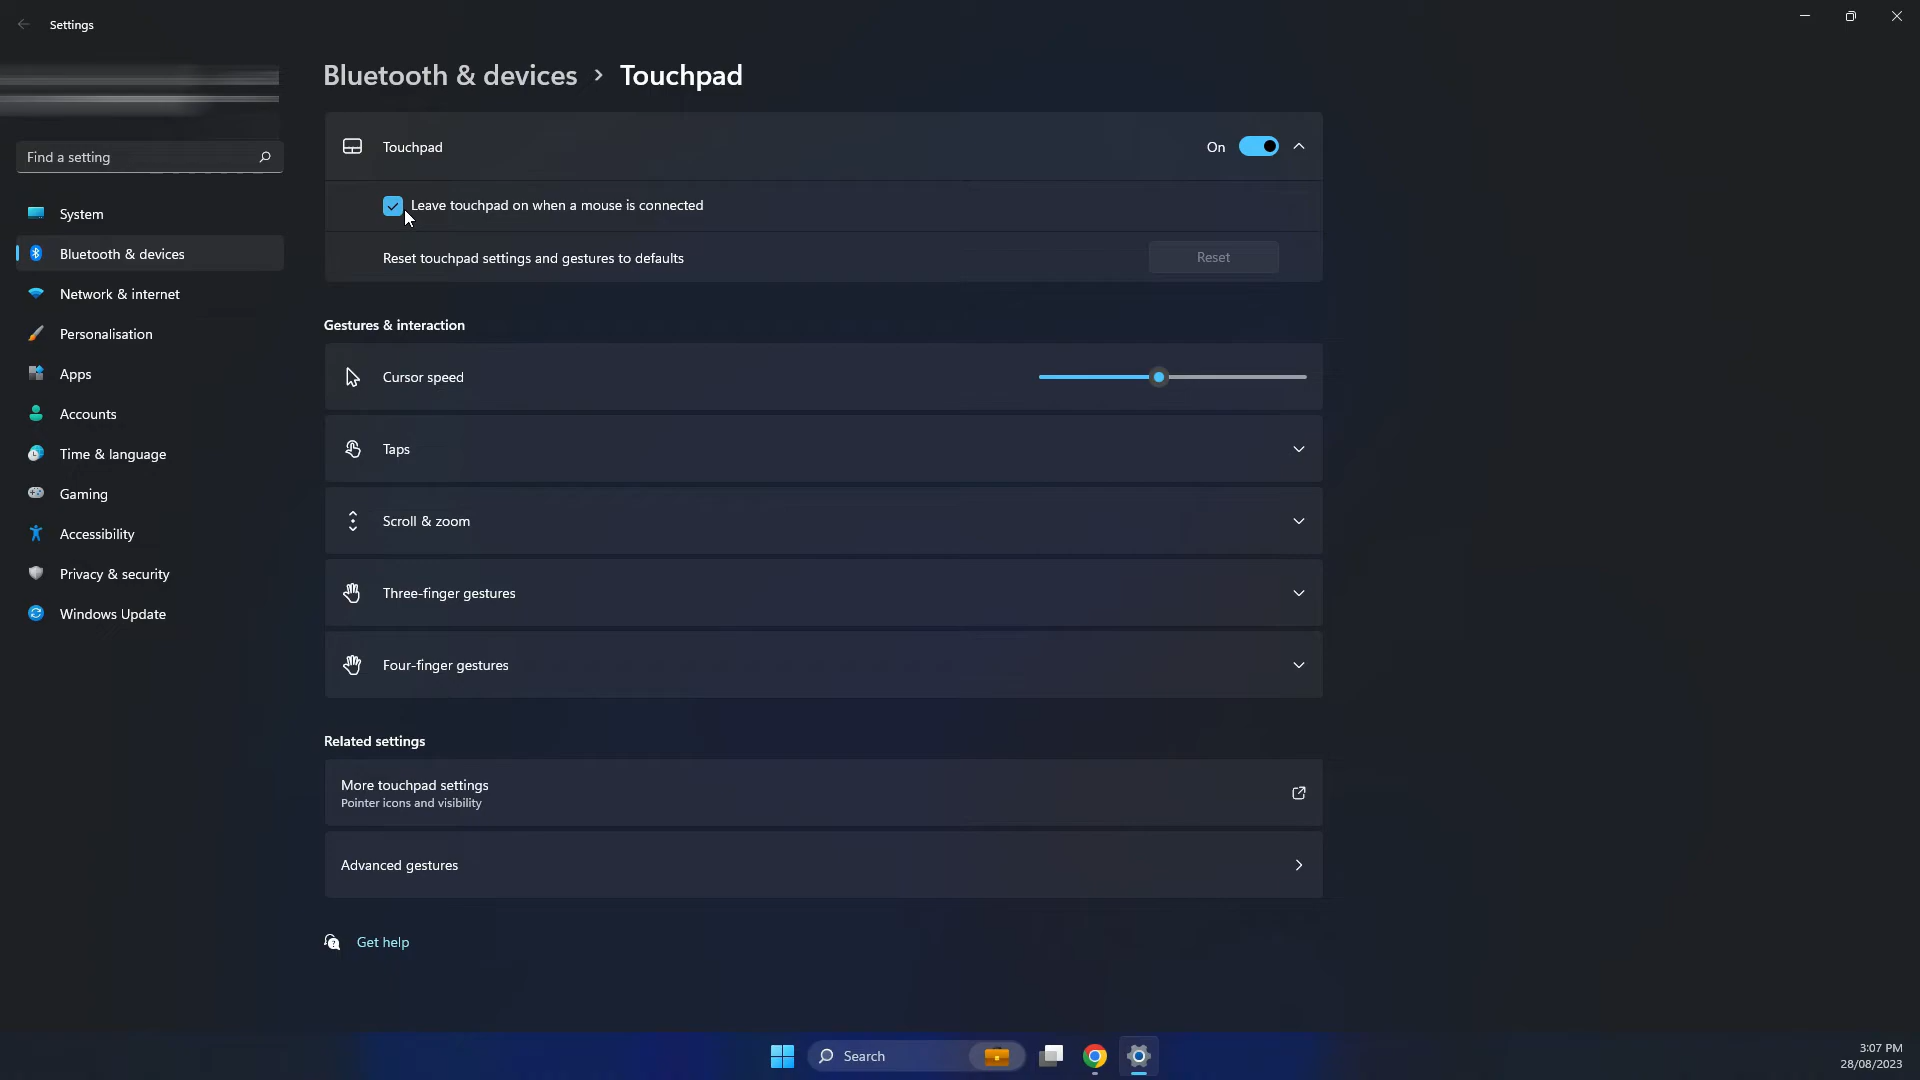 Settings
Bluetooth & devices > Touchpad
Find a setting
System
Bluetooth & devices
Network & internet
Personalisation
Apps
Accounts
Time & language
Gaming
Accessibility
Privacy & security
Windows Update
Touchpad
On
Leave touchpad on when a mouse is connected
Reset touchpad settings and gestures to defaults
Reset
Gestures & interaction
Cursor speed
Taps
Scroll & zoom
Three-finger gestures
Four-finger gestures
Related settings
More touchpad settings
Pointer icons and visibility
Advanced gestures
Get help
Search
3:07 PM
28/08/2023